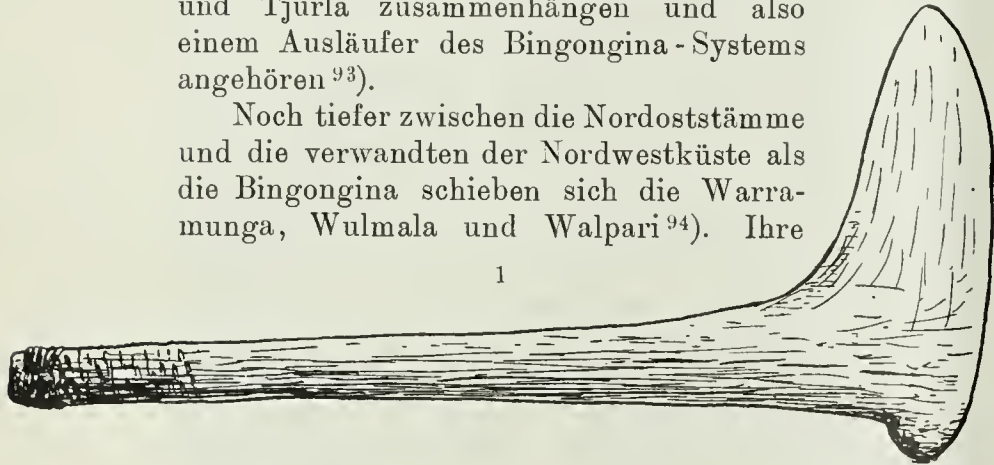 und Tjurla zusammenhängen und also
einem Ausläufer des Bingongina-Systems
angehören ⁹³).
Noch tiefer zwischen die Nordoststämme
und die verwandten der Nordwestküste als
die Bingongina schieben sich die Warra-
munga, Wulmala und Walpari ⁹⁴). Ihre
1